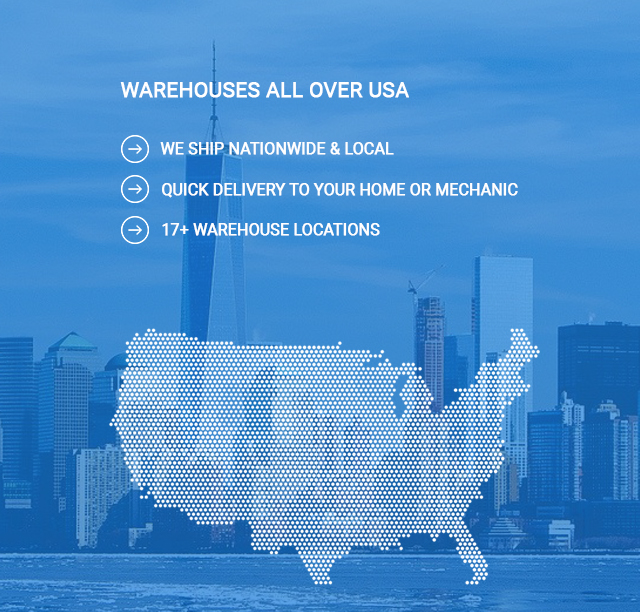 WAREHOUSES ALL OVER USA
WE SHIP NATIONWIDE & LOCAL
QUICK DELIVERY TO YOUR HOME OR MECHANIC
17+ WAREHOUSE LOCATIONS